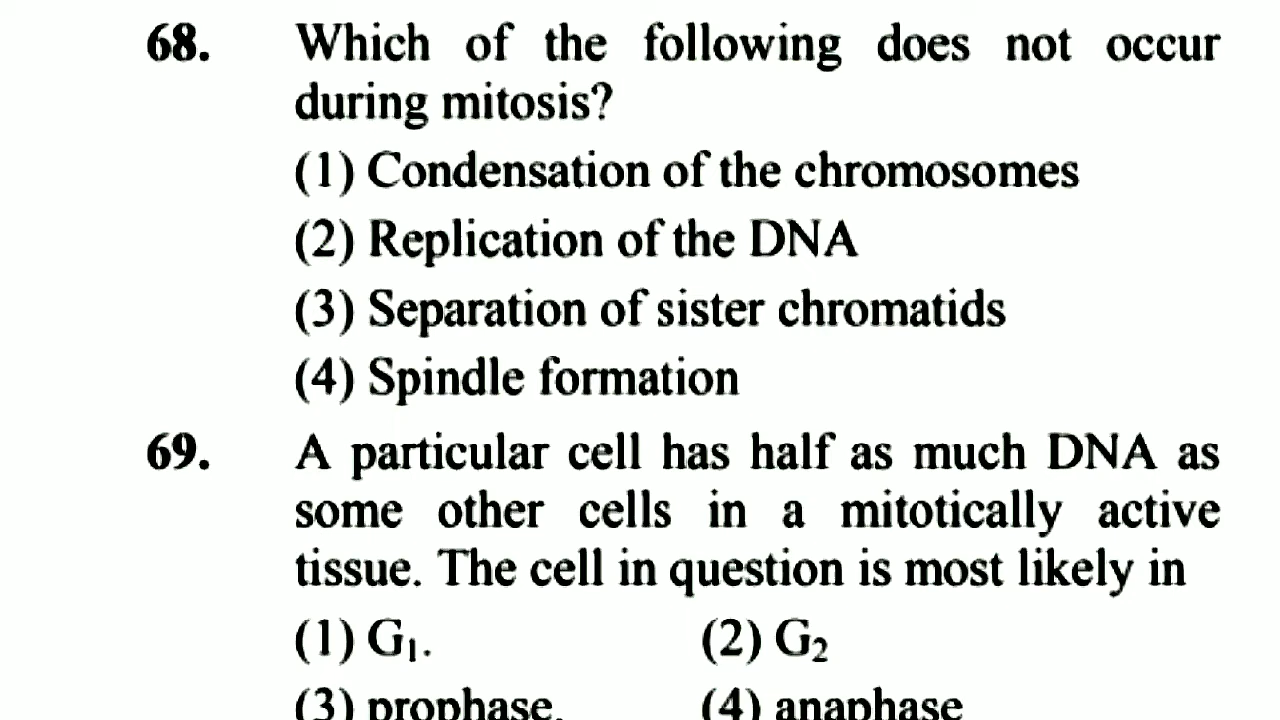 68. Which of the following does not occur
during mitosis?
(1) Condensation of the chromosomes
(2) Replication of the DNA
(3) Separation of sister chromatids
(4) Spindle formation
69. A particular cell has half as much DNA as
some other cells in a mitotically active
tissue. The cell in question is most likely in
(1) G₁. (2) G₂
(3) prophase. (4) anaphase